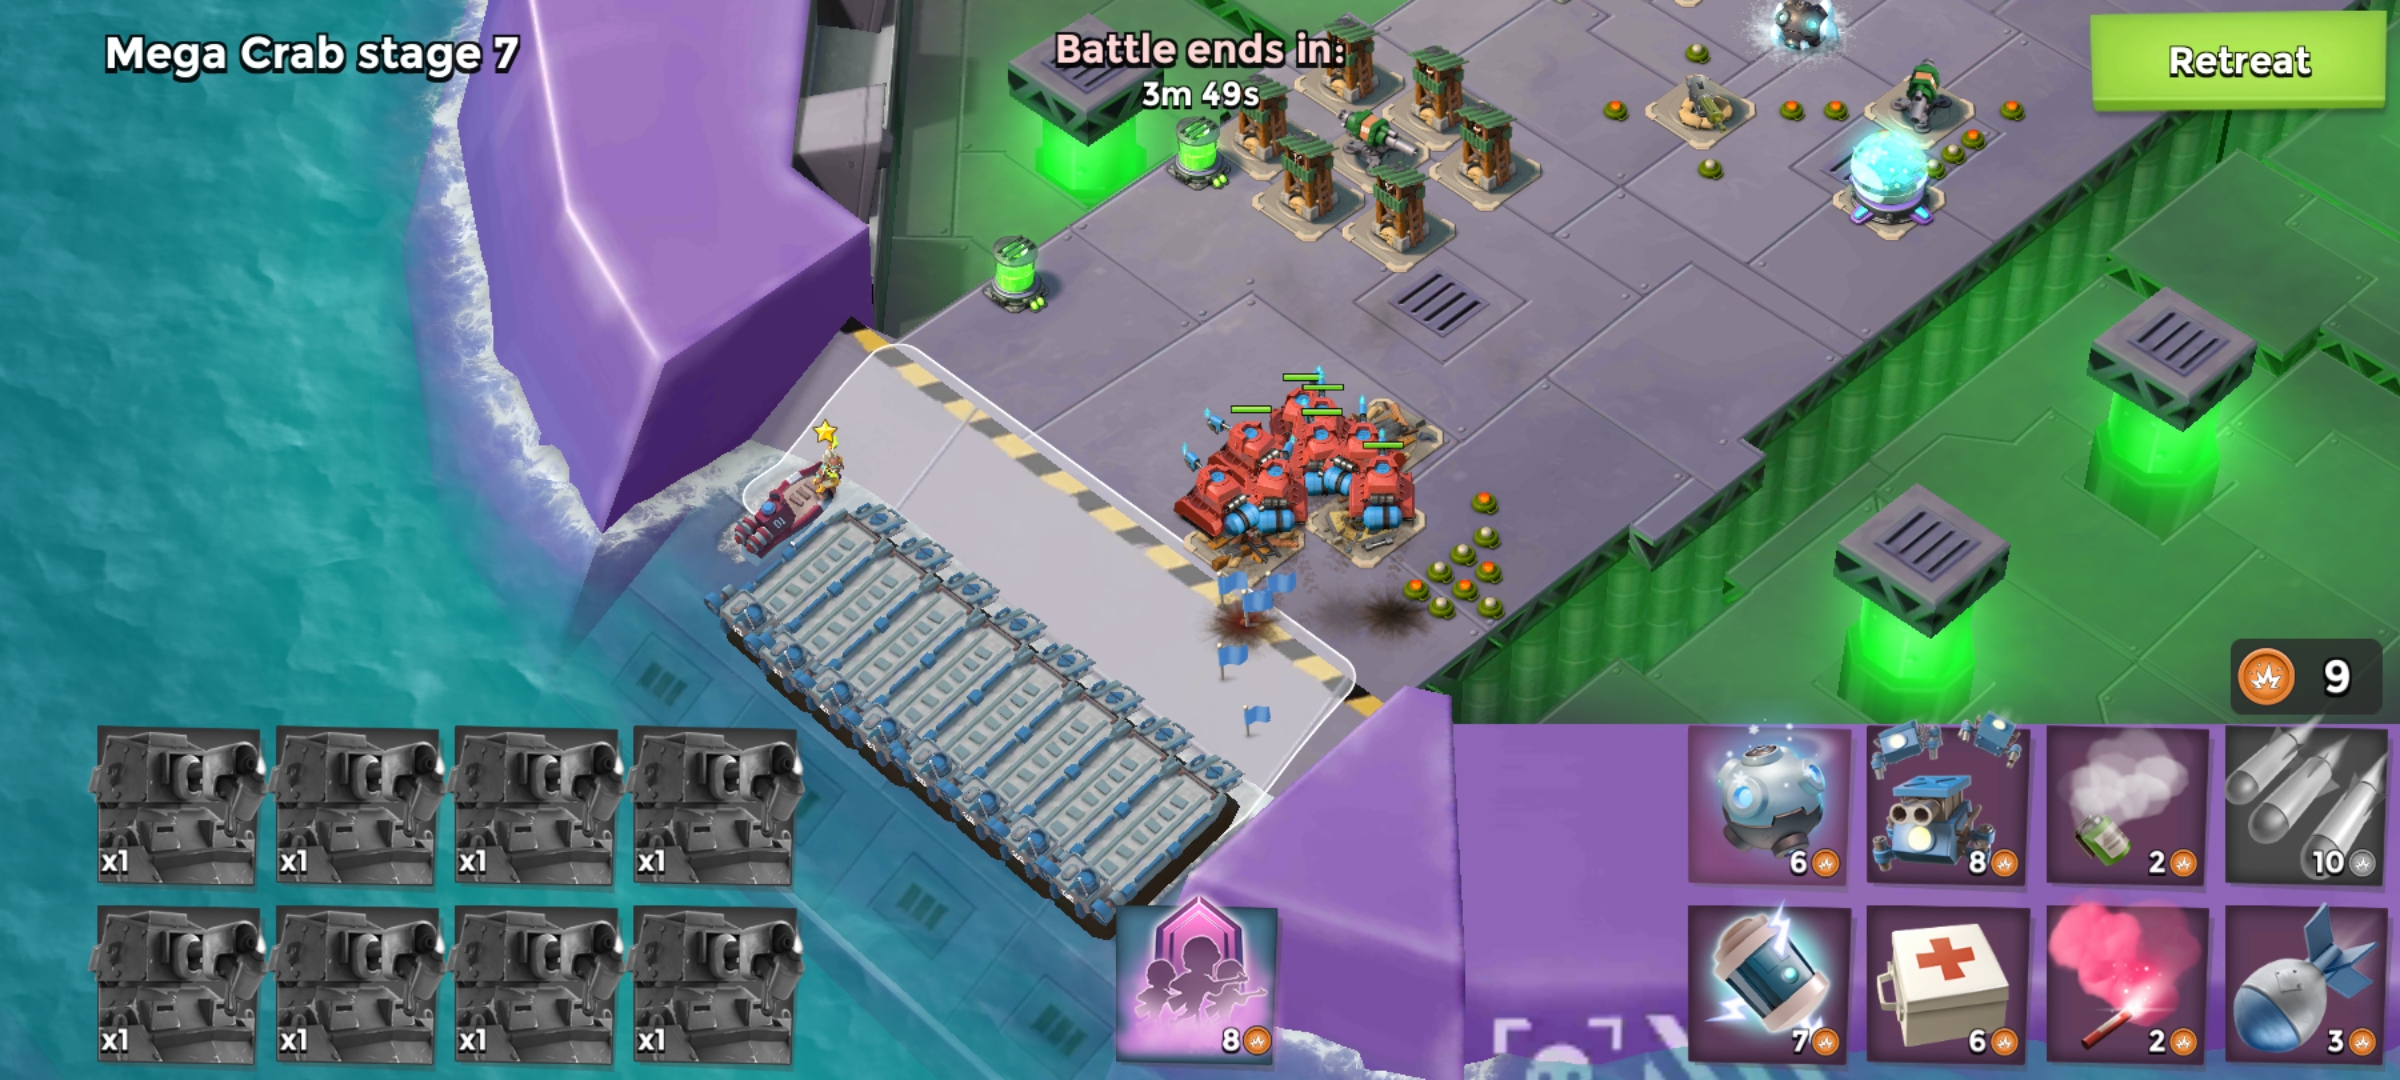 Mega Crab stage 7
Battle ends in:
3m 49s
Retreat
10
9
x1
x1
x1
x1
6
8
2
10
x1
x1
x1
x1
8
7
6
2
3